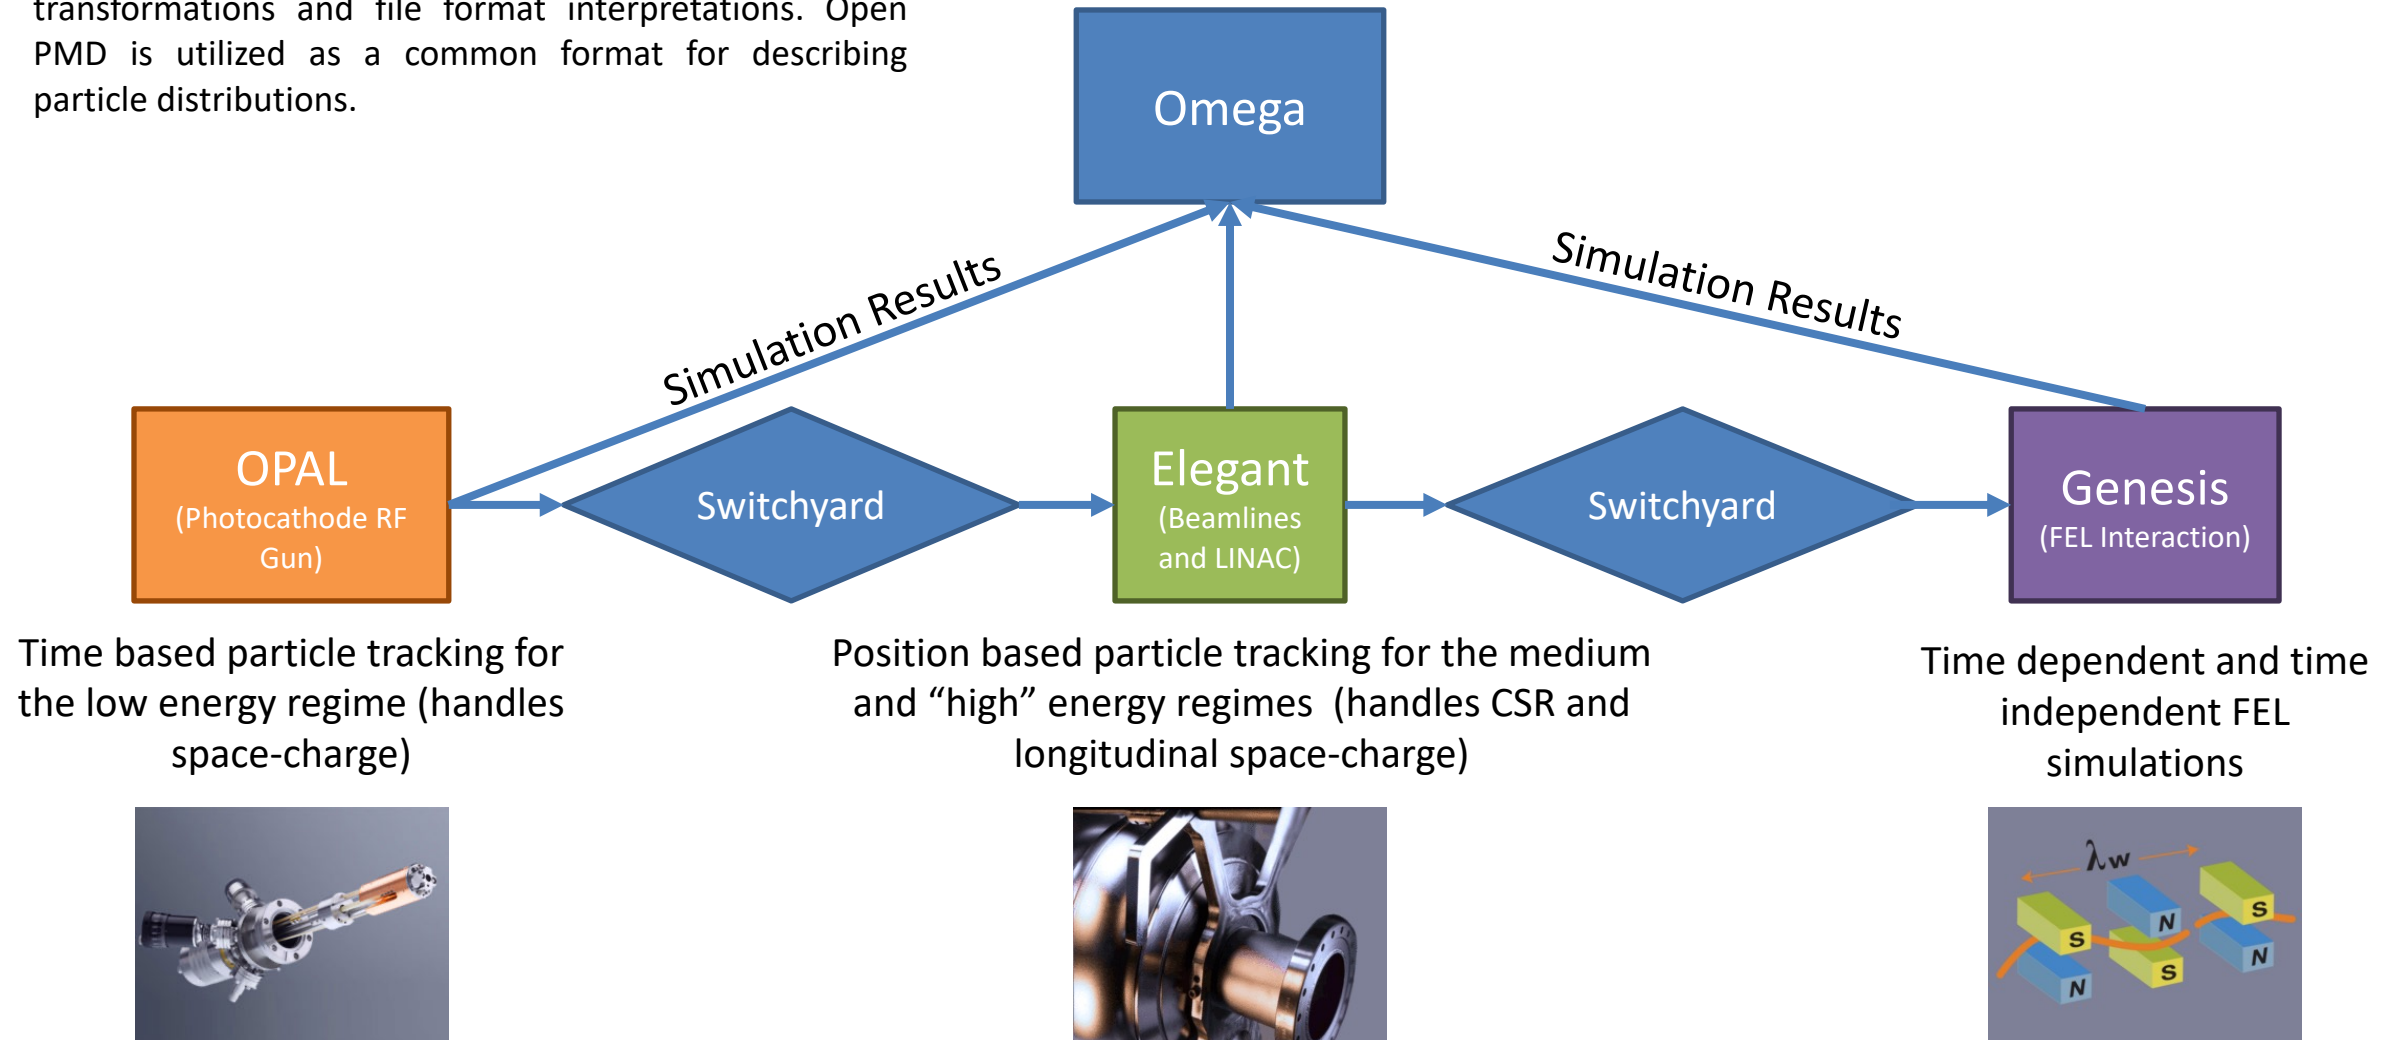 transformations and file format interpretations. Open
PMD is utilized as a common format for describing
particle distributions.
Omega
Simulation Results
Simulation Results
OPAL
(Photocathode RF
Gun)
Switchyard
Elegant
(Beamlines
and LINAC)
Switchyard
Genesis
(FEL Interaction)
Time based particle tracking for
the low energy regime (handles
space-charge)
Position based particle tracking for the medium
and “high” energy regimes (handles CSR and
longitudinal space-charge)
Time dependent and time
independent FEL
simulations
λw
S
N
S
N
S
S
N
N